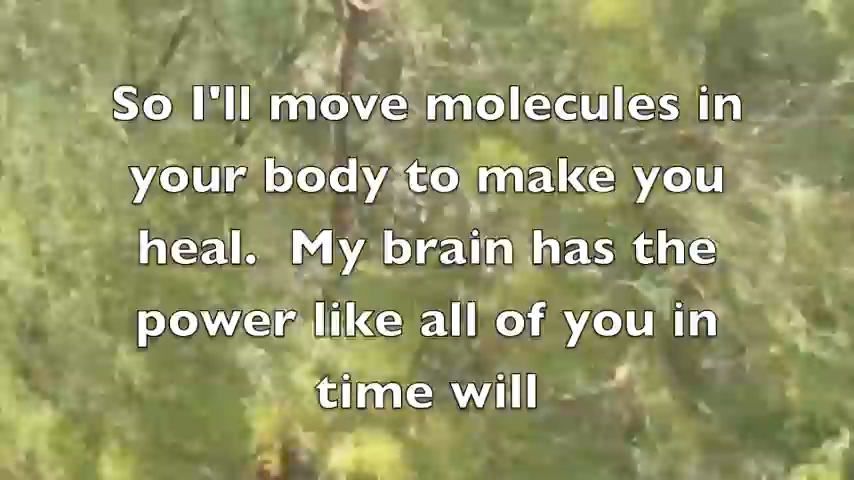 So I'll move molecules in
your body to make you
heal.  My brain has the
power like all of you in
time will